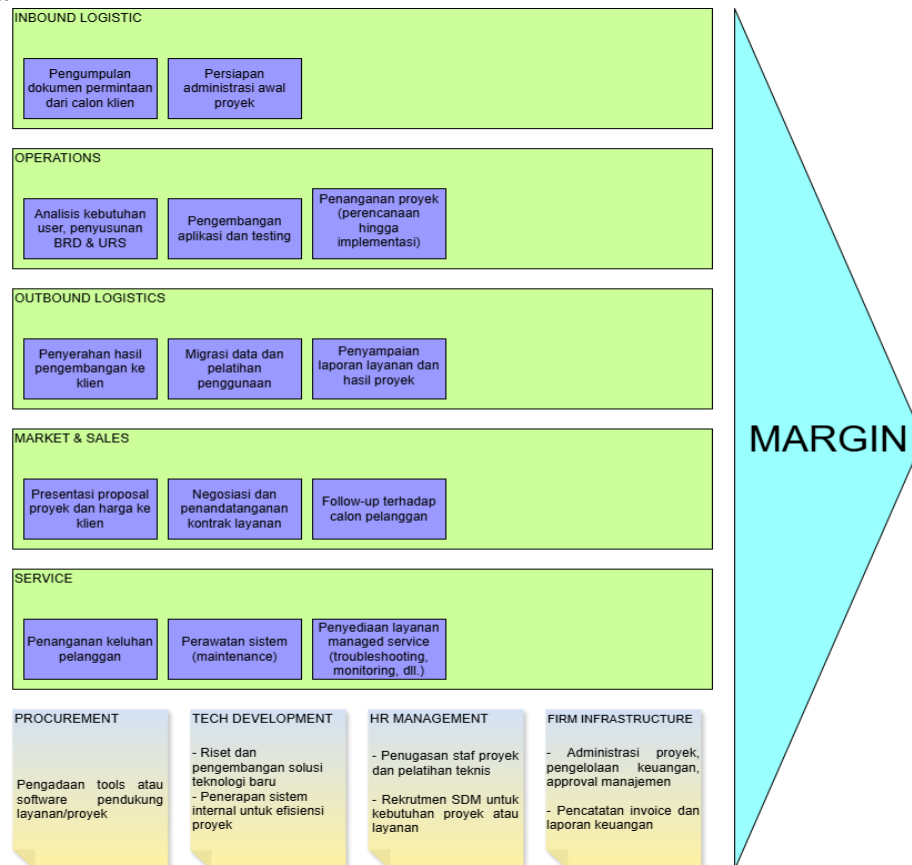 INBOUND LOGISTIC
Pengumpulan
dokumen permintaan
dari calon klien
Persiapan
administrasi awal
proyek
OPERATIONS
Analisis kebutuhan
user, penyusunan
BRD & URS
Pengembangan
aplikasi dan testing
Penanganan proyek
(perencanaan
hingga
implementasi)
OUTBOUND LOGISTICS
Penyerahan hasil
pengembangan ke
klien
Migrasi data dan
pelatihan
penggunaan
Penyampaian
laporan layanan dan
hasil proyek
MARKET & SALES
Presentasi proposal
proyek dan harga ke
klien
Negosiasi dan
penandatanganan
kontrak layanan
Follow-up terhadap
calon pelanggan
SERVICE
Penanganan keluhan
pelanggan
Perawatan sistem
(maintenance)
Penyediaan layanan
managed service
(troubleshooting,
monitoring, dll.)
MARGIN
PROCUREMENT
Pengadaan tools atau
software pendukung
layanan/proyek
TECH DEVELOPMENT
- Riset dan
pengembangan solusi
teknologi baru
- Penerapan sistem
internal untuk efisiensi
proyek
HR MANAGEMENT
- Penugasan staf proyek
dan pelatihan teknis
- Rekrutmen SDM untuk
kebutuhan proyek atau
layanan
FIRM INFRASTRUCTURE
- Administrasi proyek,
pengelolaan keuangan,
approval manajemen
- Pencatatan invoice dan
laporan keuangan